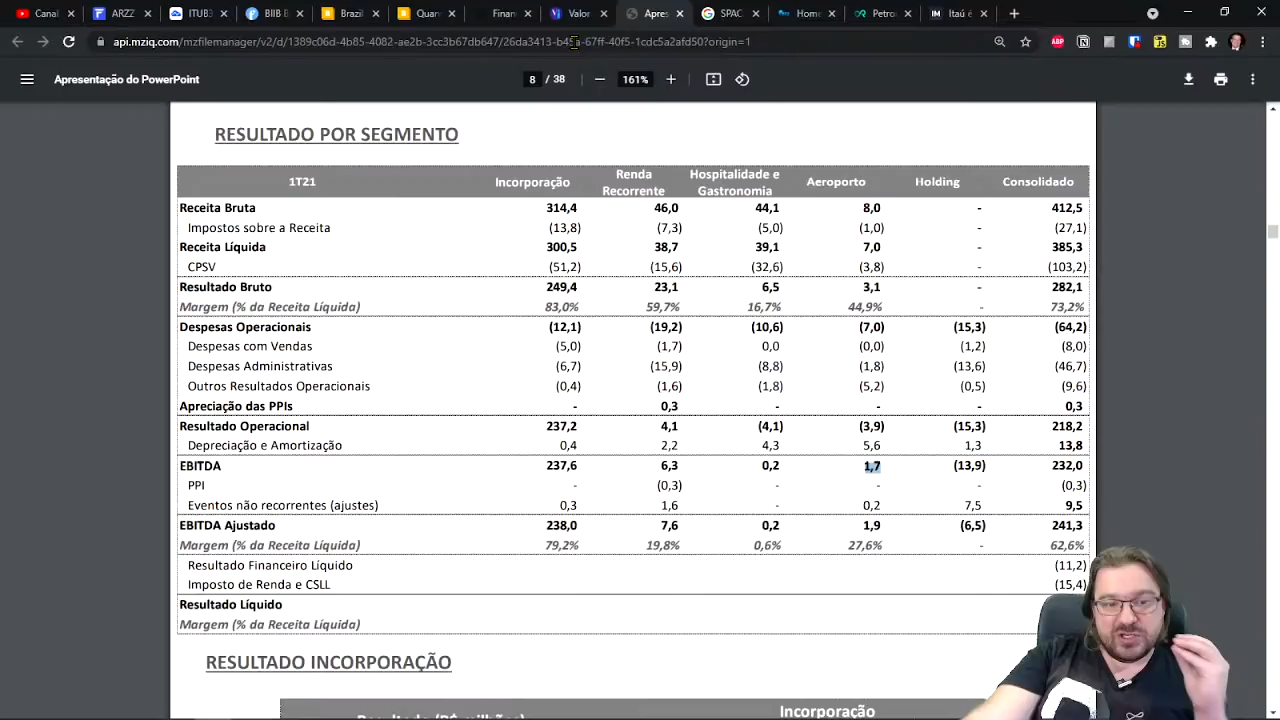 Canal
ARZZ
ITUB3
BIIB B
Brazil
Quan
Finan
Valor
Apres
SPAC
Home
Petro
Itaú é
api.mziq.com/mzfilemanager/v2/d/1389c06d-4b85-4082-ae2b-3cc3b67db647/26da3413-b45a-67ff-40f5-1cdc5a2afd50?origin=1
Apresentação do PowerPoint 8 / 38 161%
RESULTADO POR SEGMENTO
1T21 Incorporação Renda Recorrente Hospitalidade e Gastronomia Aeroporto Holding Consolidado
Receita Bruta 314,4 46,0 44,1 8,0 - 412,5
Impostos sobre a Receita (13,8) (7,3) (5,0) (1,0) - (27,1)
Receita Líquida 300,5 38,7 39,1 7,0 - 385,3
CPSV (51,2) (15,6) (32,6) (3,8) - (103,2)
Resultado Bruto 249,4 23,1 6,5 3,1 - 282,1
Margem (% da Receita Líquida) 83,0% 59,7% 16,7% 44,9% - 73,2%
Despesas Operacionais (12,1) (19,2) (10,6) (7,0) (15,3) (64,2)
Despesas com Vendas (5,0) (1,7) 0,0 (0,0) (1,2) (8,0)
Despesas Administrativas (6,7) (15,9) (8,8) (1,8) (13,6) (46,7)
Outros Resultados Operacionais (0,4) (1,6) (1,8) (5,2) (0,5) (9,6)
Apreciação das PPIs - 0,3 - - - 0,3
Resultado Operacional 237,2 4,1 (4,1) (3,9) (15,3) 218,2
Depreciação e Amortização 0,4 2,2 4,3 5,6 1,3 13,8
EBITDA 237,6 6,3 0,2 1,7 (13,9) 232,0
PPI - (0,3) - - - (0,3)
Eventos não recorrentes (ajustes) 0,3 1,6 - 0,2 7,5 9,5
EBITDA Ajustado 238,0 7,6 0,2 1,9 (6,5) 241,3
Margem (% da Receita Líquida) 79,2% 19,8% 0,6% 27,6% - 62,6%
Resultado Financeiro Líquido (11,2)
Imposto de Renda e CSLL (15,4)
Resultado Líquido
Margem (% da Receita Líquida)
RESULTADO INCORPORAÇÃO
Incorporação